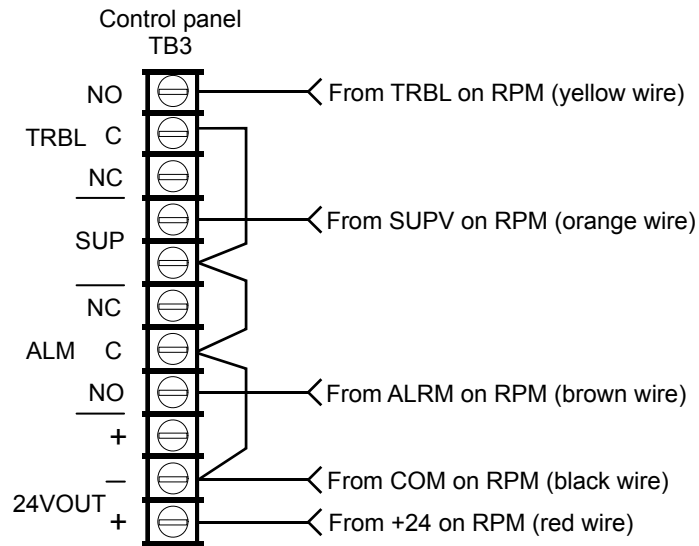 Control panel
TB3
NO
From TRBL on RPM (yellow wire)
TRBL C
NC
From SUPV on RPM (orange wire)
SUP
NC
ALM C
NO
From ALRM on RPM (brown wire)
+
–
From COM on RPM (black wire)
24VOUT
+
From +24 on RPM (red wire)